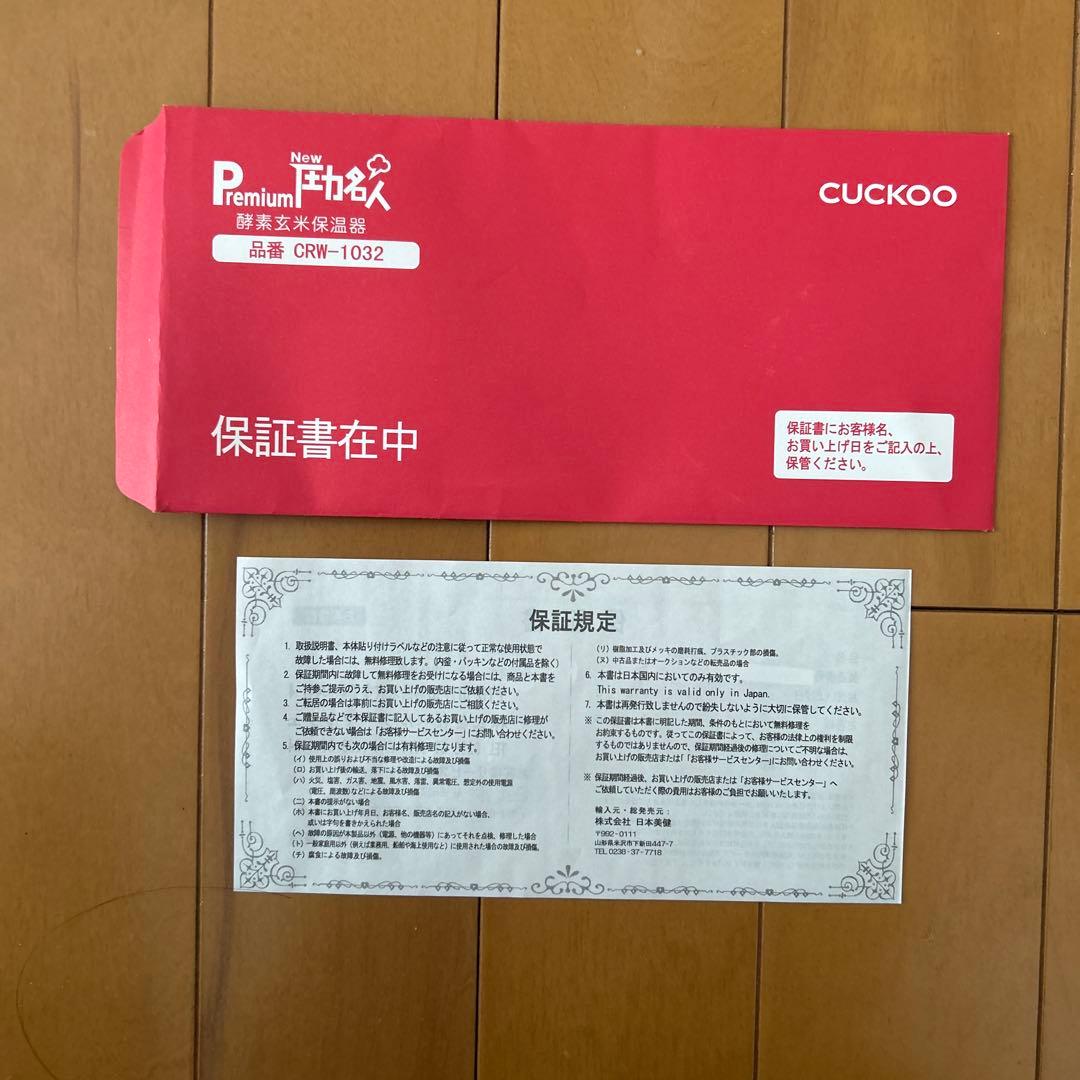 New
Premium 圧力名人
酵素玄米保温器
品番 CRW-1032
CUCKOO
保証書在中
保証書にお客様名、
お買い上げ日をご記入の上、
保管ください。
保証規定
1. 取扱説明書、本体貼り付けラベルなどの注意に従って正常な使用状態で
故障した場合には、無料修理致します。(内釜・パッキンなどの付属品を除く)
2. 保証期間内に故障して無料修理をお受けになる場合には、商品と本書を
ご持参ご提示のうえ、お買い上げの販売店にご依頼ください。
3. ご転居の場合は事前にお買い上げの販売店にご相談ください。
4. ご贈呈品などで本保証書に記入してあるお買い上げの販売店に修理が
ご依頼できない場合は「お客様サービスセンター」にお問い合わせください。
5. 保証期間内でも次の場合には有料修理になります。
(イ) 使用上の誤りおよび不当な修理や改造による故障及び損傷
(ロ) お買い上げ後の輸送、落下による故障及び損傷
(ハ) 火災、塩害、ガス害、地震、風水害、落雷、異常電圧、想定外の使用電源
(電圧、周波数)などによる故障及び損傷
(ニ) 本書の提示がない場合
(ホ) 本書にお買い上げ年月日、お客様名、販売店名の記入がない場合、
或いは字句を書きかえられた場合
(ヘ) 故障の原因が本製品以外(電源、他の機器等)にあってそれを点検、修理した場合
(ト) 一般家庭用以外(例えば業務用、船舶や海上使用など)に使用された場合の故障及び損傷。
(チ) 腐食による故障及び損傷。
(リ) 樹脂加工及びメッキの磨耗打痕、プラスチック部の損傷。
(ヌ) 中古品またはオークションなどの転売品の場合
6. 本書は日本国内においてのみ有効です。
This warranty is valid only in Japan.
7. 本書は再発行致しませんので紛失しないように大切に保管してください。
※ この保証書は本書に明記した期間、条件のもとにおいて無料修理を
お約束するものです。従ってこの保証書によって、お客様の法律上の権利を制限
するものではありませんので、保証期間経過後の修理についてご不明な場合は、
お買い上げの販売店または「「お客様サービスセンター」にお問い合わせください。
※ 保証期間経過後、お買い上げの販売店または「お客様サービスセンター」へ
ご依頼していただく際の費用はお客様のご負担でお願いいたします。
輸入元・総発売元:
株式会社 日本美健
〒992-0111
山形県米沢市下新田447-7
TEL 0238-37-7718